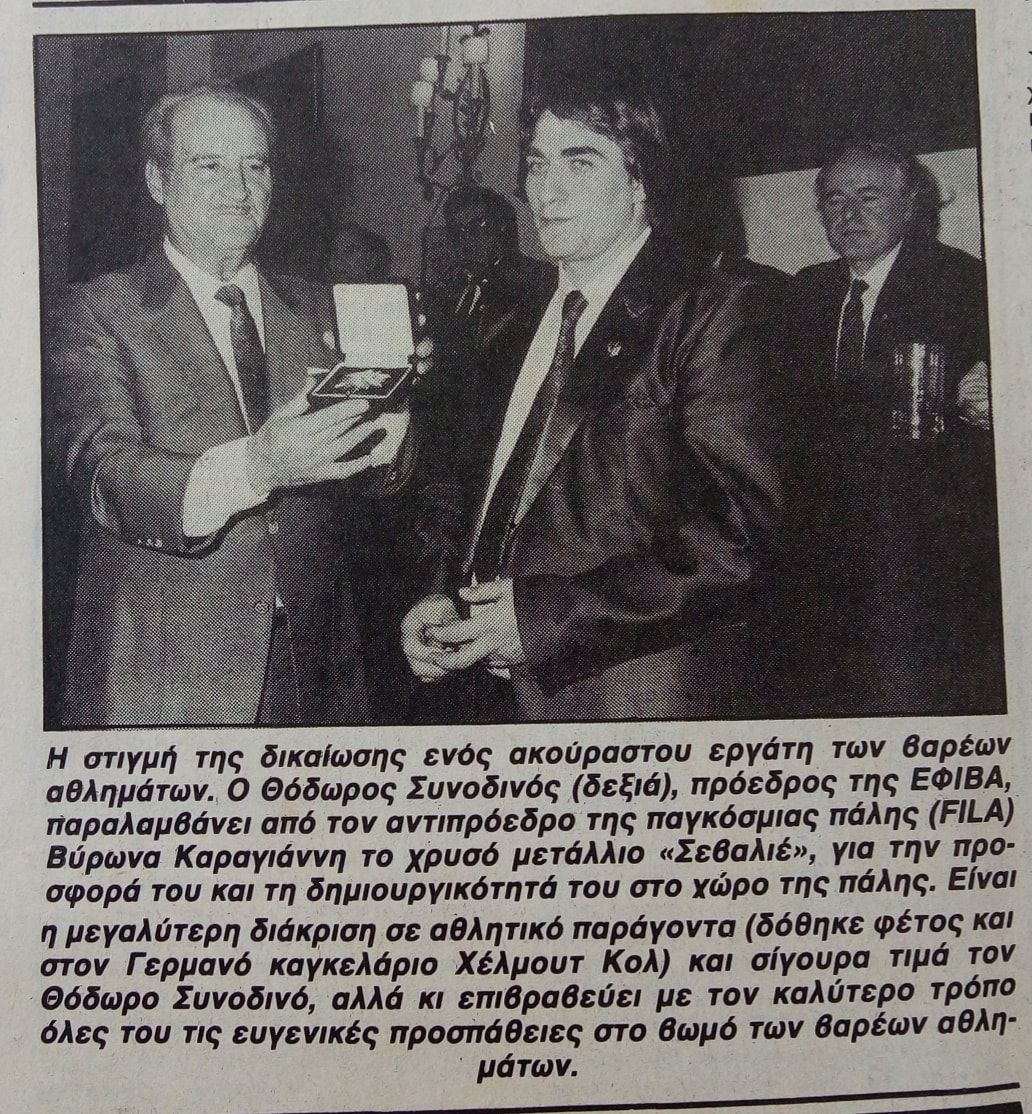 Η στιγμή της δικαίωσης ενός ακούραστου εργάτη των βαρέων
αθλημάτων. Ο Θόδωρος Συνοδινός (δεξιά), πρόεδρος της ΕΦΙΒΑ,
παραλαμβάνει από τον αντιπρόεδρο της παγκόσμιας πάλης (FILA)
Βύρωνα Καραγιάννη το χρυσό μετάλλιο «Σεβαλιέ», για την προ-
σφορά του και τη δημιουργικότητά του στο χώρο της πάλης. Είναι
η μεγαλύτερη διάκριση σε αθλητικό παράγοντα (δόθηκε φέτος και
στον Γερμανό καγκελάριο Χέλμουτ Κολ) και σίγουρα τιμά τον
Θόδωρο Συνοδινό, αλλά κι επιβραβεύει με τον καλύτερο τρόπο
όλες του τις ευγενικές προσπάθειες στο βωμό των βαρέων αθλη-
μάτων.